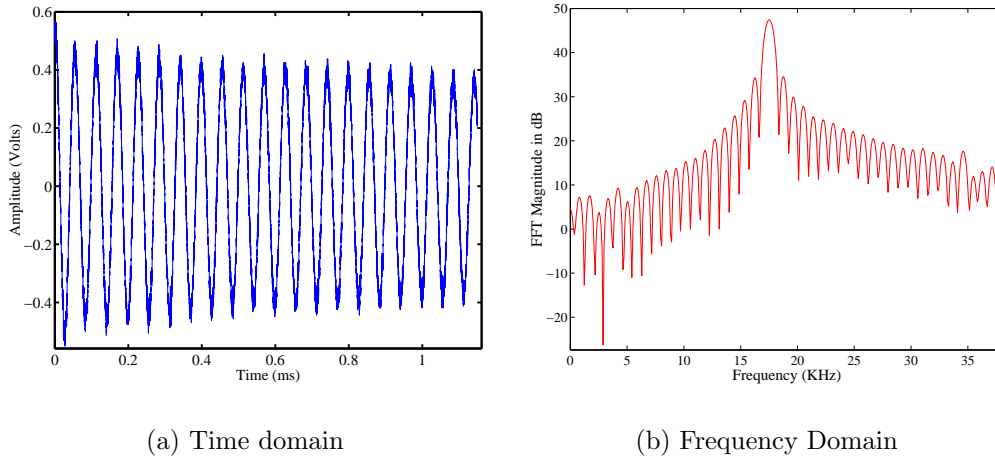 0.6
0.4
0.2
0
−0.2
−0.4
Amplitude (Volts)
0 0.2 0.4 0.6 0.8 1
Time (ms)
(a) Time domain
50
40
30
20
10
0
−10
−20
FFT Magnitude in dB
0 5 10 15 20 25 30 35
Frequency (KHz)
(b) Frequency Domain